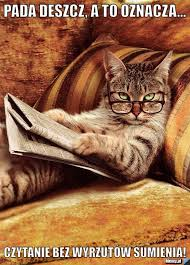 PADA DESZCZ, A TO OZNACZA...
CZYTANIE BEZ WYRZUTÓW SUMIENIA!